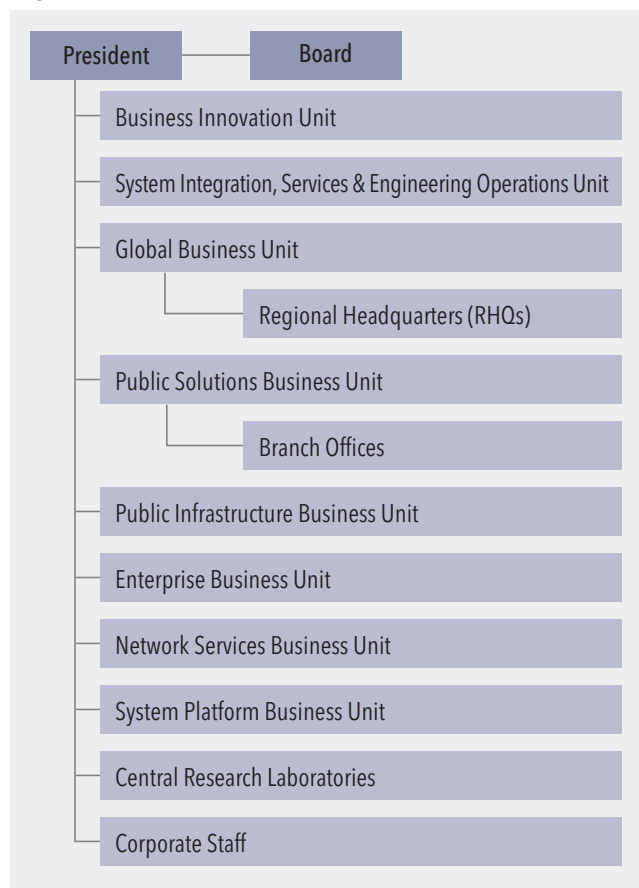 President
Board
Business Innovation Unit
System Integration, Services & Engineering Operations Unit
Global Business Unit
Regional Headquarters (RHQs)
Public Solutions Business Unit
Branch Offices
Public Infrastructure Business Unit
Enterprise Business Unit
Network Services Business Unit
System Platform Business Unit
Central Research Laboratories
Corporate Staff